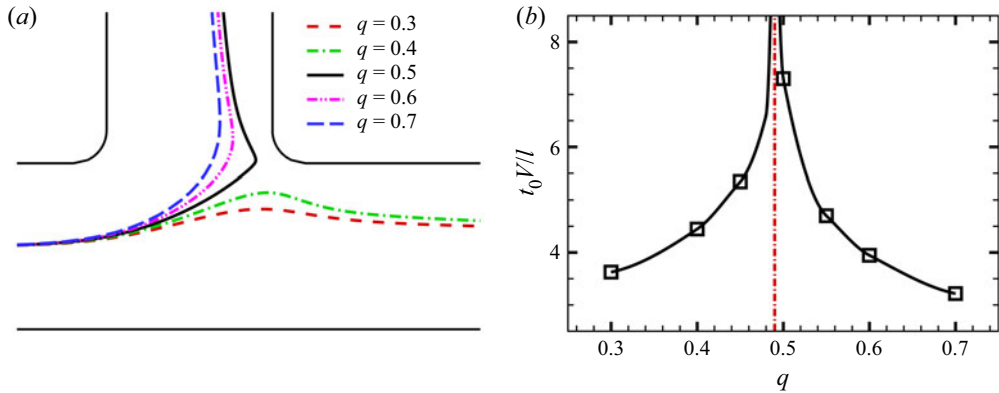 (a)
q = 0.3
q = 0.4
q = 0.5
q = 0.6
q = 0.7
(b)
8
6
4
t₀V/l
0.3 0.4 0.5 0.6 0.7
q